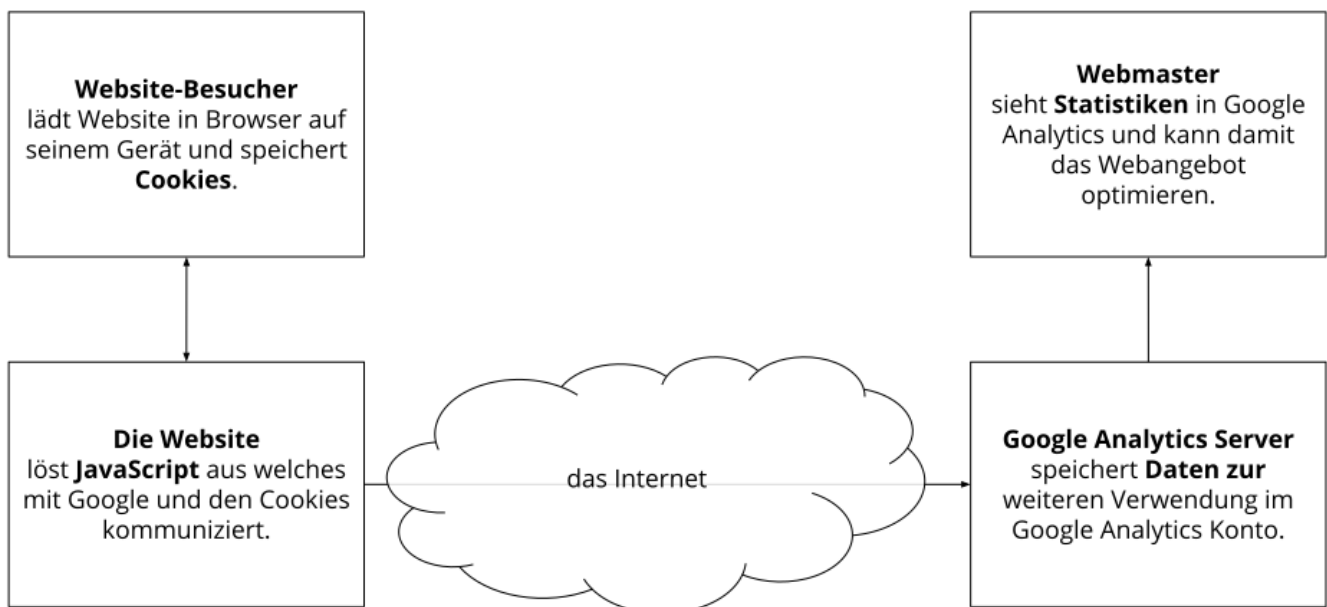 Website-Besucher
lädt Website in Browser auf
seinem Gerät und speichert
Cookies.
Webmaster
sieht Statistiken in Google
Analytics und kann damit
das Webangebot
optimieren.
Die Website
löst JavaScript aus welches
mit Google und den Cookies
kommuniziert.
das Internet
Google Analytics Server
speichert Daten zur
weiteren Verwendung im
Google Analytics Konto.